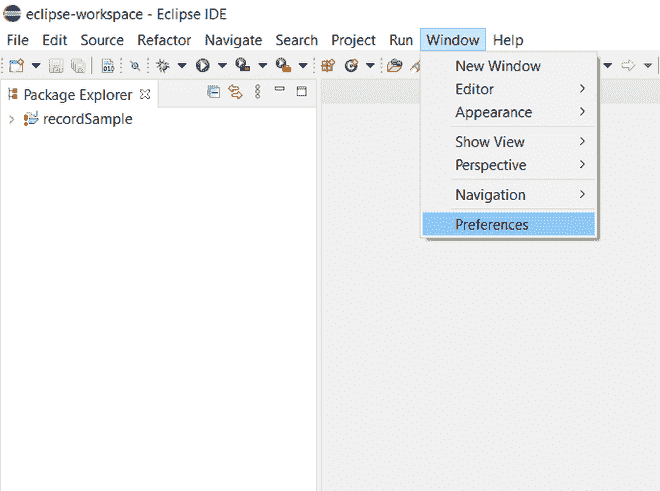 eclipse-workspace - Eclipse IDE
File Edit Source Refactor Navigate Search Project Run Window Help
New Window
Editor
Appearance
Show View
Perspective
Navigation
Preferences
Package Explorer
recordSample
010